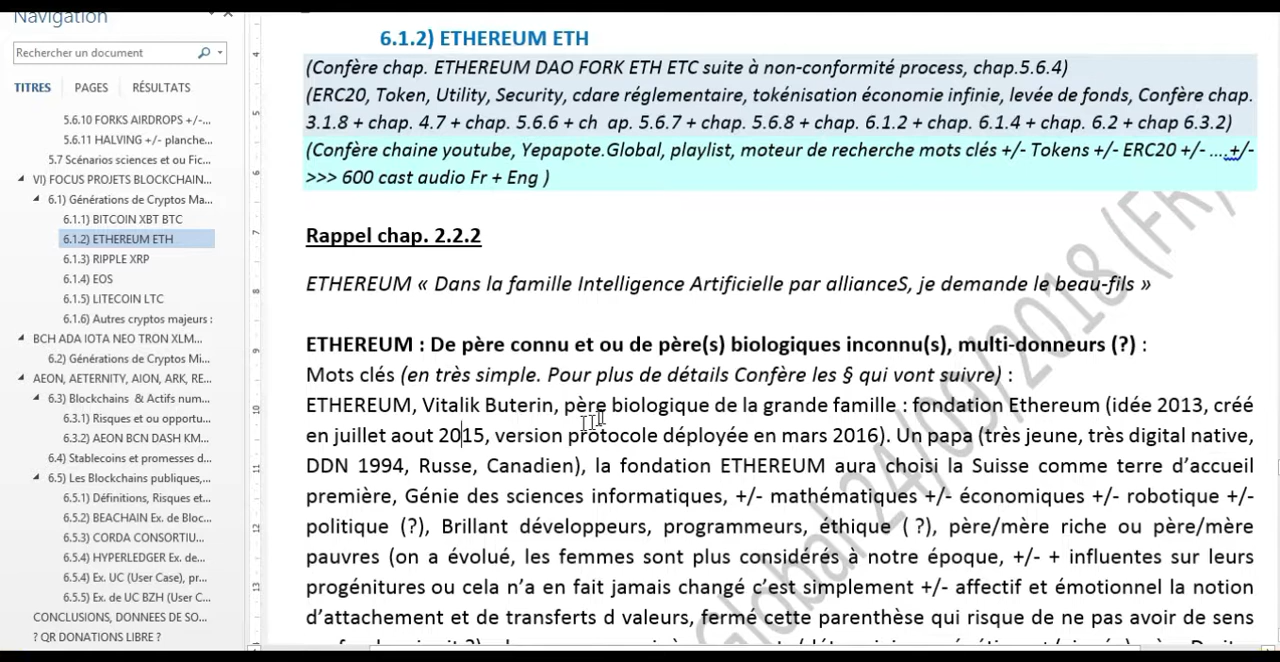 Navigation
Rechercher un document
TITRES PAGES RÉSULTATS
5.6.10 FORKS AIRDROPS +/-...
5.6.11 HALVING +/- planche...
5.7 Scénarios sciences et ou Fic...
VI) FOCUS PROJETS BLOCKCHAIN...
6.1) Générations de Cryptos Ma...
6.1.1) BITCOIN XBT BTC
6.1.2) ETHEREUM ETH
6.1.3) RIPPLE XRP
6.1.4) EOS
6.1.5) LITECOIN LTC
6.1.6) Autres cryptos majeurs :
BCH ADA IOTA NEO TRON XLM...
6.2) Générations de Cryptos Mi...
AEON, AETERNITY, AION, ARK, RE...
6.3) Blockchains & Actifs num...
6.3.1) Risques et ou opportu...
6.3.2) AEON BCN DASH KM...
6.4) Stablecoins et promesses d...
6.5) Les Blockchains publiques,...
6.5.1) Définitions, Risques et...
6.5.2) BEACHAIN Ex. de Bloc...
6.5.3) CORDA CONSORTIU...
6.5.4) HYPERLEDGER Ex. de...
6.5.4) Ex. UC (User Case), pr...
6.5.5) Ex. de UC BZH (User C...
CONCLUSIONS, DONNEES DE SO...
? QR DONATIONS LIBRE ?
6.1.2) ETHEREUM ETH
(Confère chap. ETHEREUM DAO FORK ETH ETC suite à non-conformité process, chap.5.6.4)
(ERC20, Token, Utility, Security, cdare réglementaire, tokénisation économie infinie, levée de fonds, Confère chap.
3.1.8 + chap. 4.7 + chap. 5.6.6 + ch ap. 5.6.7 + chap. 5.6.8 + chap. 6.1.2 + chap. 6.1.4 + chap. 6.2 + chap 6.3.2)
(Confère chaine youtube, Yepapote.Global, playlist, moteur de recherche mots clés +/- Tokens +/- ERC20 +/- ....+/-
>>> 600 cast audio Fr + Eng )
Rappel chap. 2.2.2
ETHEREUM « Dans la famille Intelligence Artificielle par allianceS, je demande le beau-fils »
ETHEREUM : De père connu et ou de père(s) biologiques inconnu(s), multi-donneurs (?) :
Mots clés (en très simple. Pour plus de détails Confère les § qui vont suivre) :
ETHEREUM, Vitalik Buterin, père biologique de la grande famille : fondation Ethereum (idée 2013, créé
en juillet aout 2015, version protocole déployée en mars 2016). Un papa (très jeune, très digital native,
DDN 1994, Russe, Canadien), la fondation ETHEREUM aura choisi la Suisse comme terre d'accueil
première, Génie des sciences informatiques, +/- mathématiques +/- économiques +/- robotique +/-
politique (?), Brillant développeurs, programmeurs, éthique ( ?), père/mère riche ou père/mère
pauvres (on a évolué, les femmes sont plus considérés à notre époque, +/- + influentes sur leurs
progénitures ou cela n'a en fait jamais changé c'est simplement +/- affectif et émotionnel la notion
d'attachement et de transferts d valeurs, fermé cette parenthèse qui risque de ne pas avoir de sens
Global 24/09/2018 (FR)